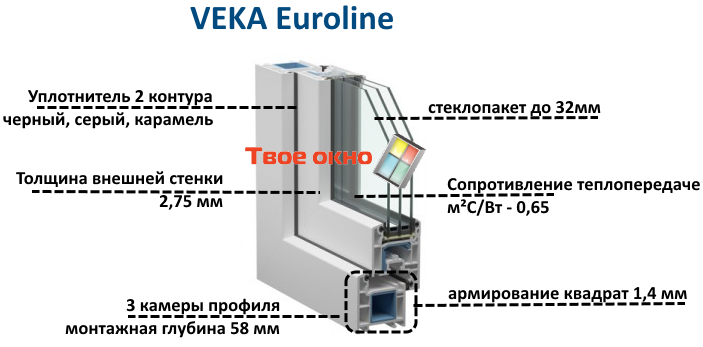 VEKA Euroline
Уплотнитель 2 контура
черный, серый, карамель
стеклопакет до 32мм
Твое окно
Толщина внешней стенки
2,75 мм
Сопротивление теплопередаче
м²С/Вт - 0,65
3 камеры профиля
монтажная глубина 58 мм
армирование квадрат 1,4 мм